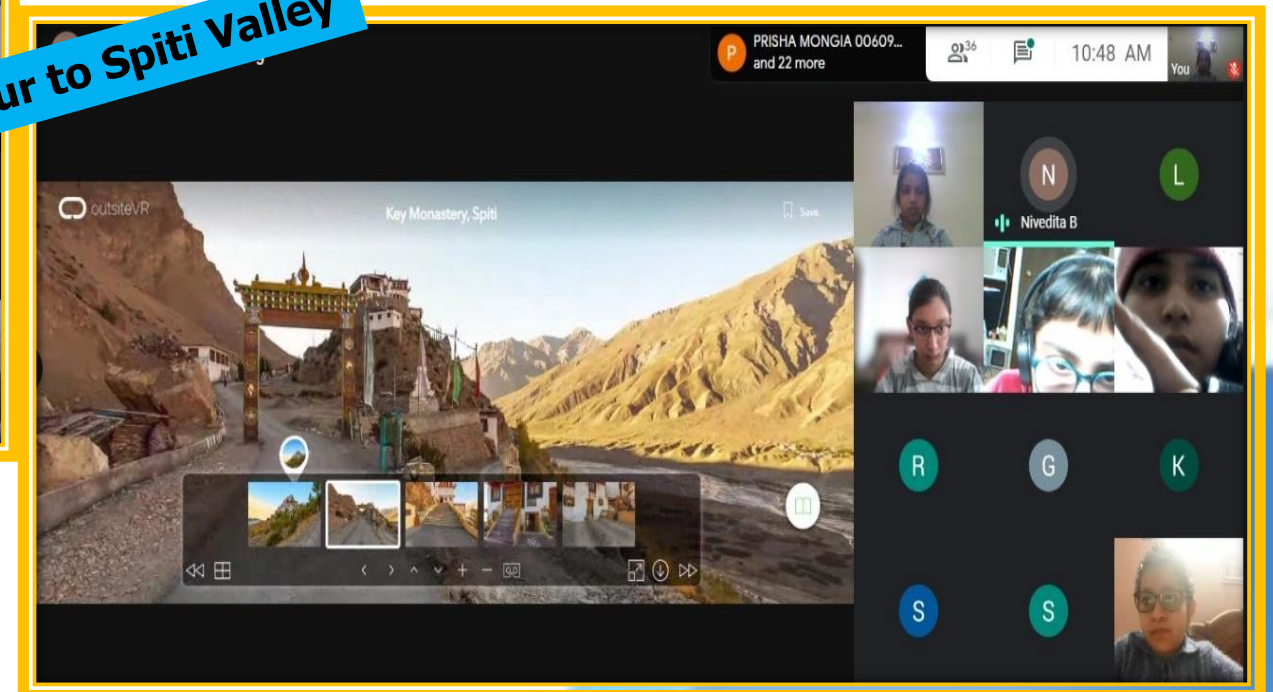 ur to Spiti Valley
PRISHA MONGIA 00609...
and 22 more
36
10:48 AM
You
outsiteVR
Key Monastery, Spiti
Save
N
L
Nivedita B
R
G
K
S
S
P